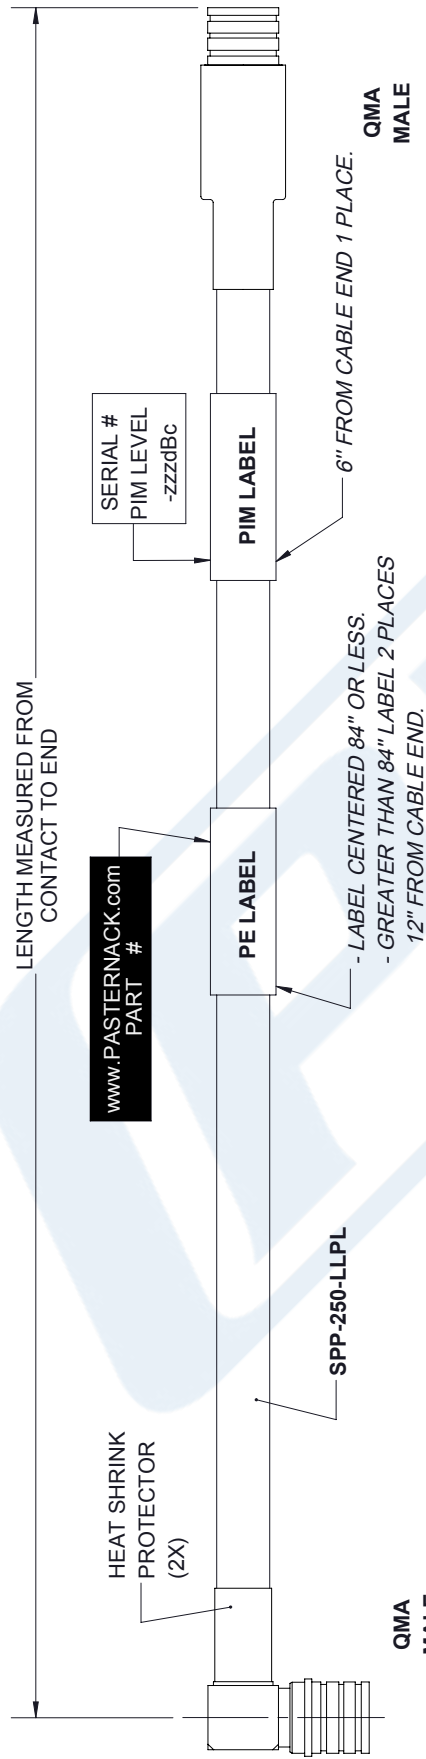 LENGTH MEASURED FROM
CONTACT TO END
HEAT SHRINK
PROTECTOR
(2X)
www.PASTERNACK.com
PART #
SERIAL #
PIM LEVEL
-zzzdBc
PE LABEL
PIM LABEL
SPP-250-LLPL
- LABEL CENTERED 84" OR LESS.
- GREATER THAN 84" LABEL 2 PLACES
12" FROM CABLE END.
6" FROM CABLE END 1 PLACE.
QMA
QMA
MALE